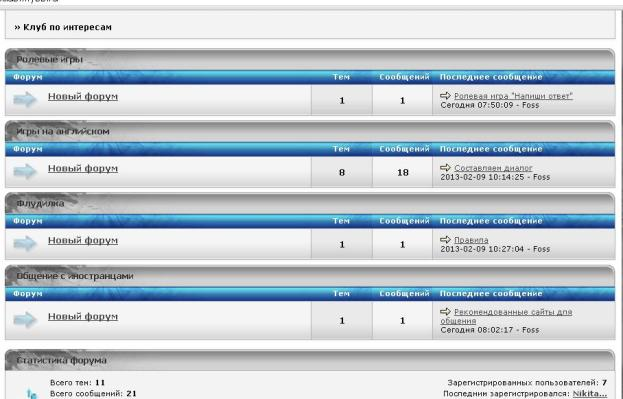 » Клуб по интересам
Ролевые игры
Форум Тем Сообщений Последнее сообщение
Новый форум 1 1 Ролевая игра "Напиши ответ"
Сегодня 07:50:09 - Foss
Игры на английском
Форум Тем Сообщений Последнее сообщение
Новый форум 8 18 Составляем диалог
2013-02-09 10:14:25 - Foss
Флудилка
Форум Тем Сообщений Последнее сообщение
Новый форум 1 1 Правила
2013-02-09 10:27:04 - Foss
Общение с иностранцами
Форум Тем Сообщений Последнее сообщение
Новый форум 1 1 Рекомендованные сайты для
общения
Сегодня 08:02:17 - Foss
Статистика форума
Всего тем: 11 Зарегистрированных пользователей: 7
Всего сообщений: 21 Последним зарегистрировался: Nikita...